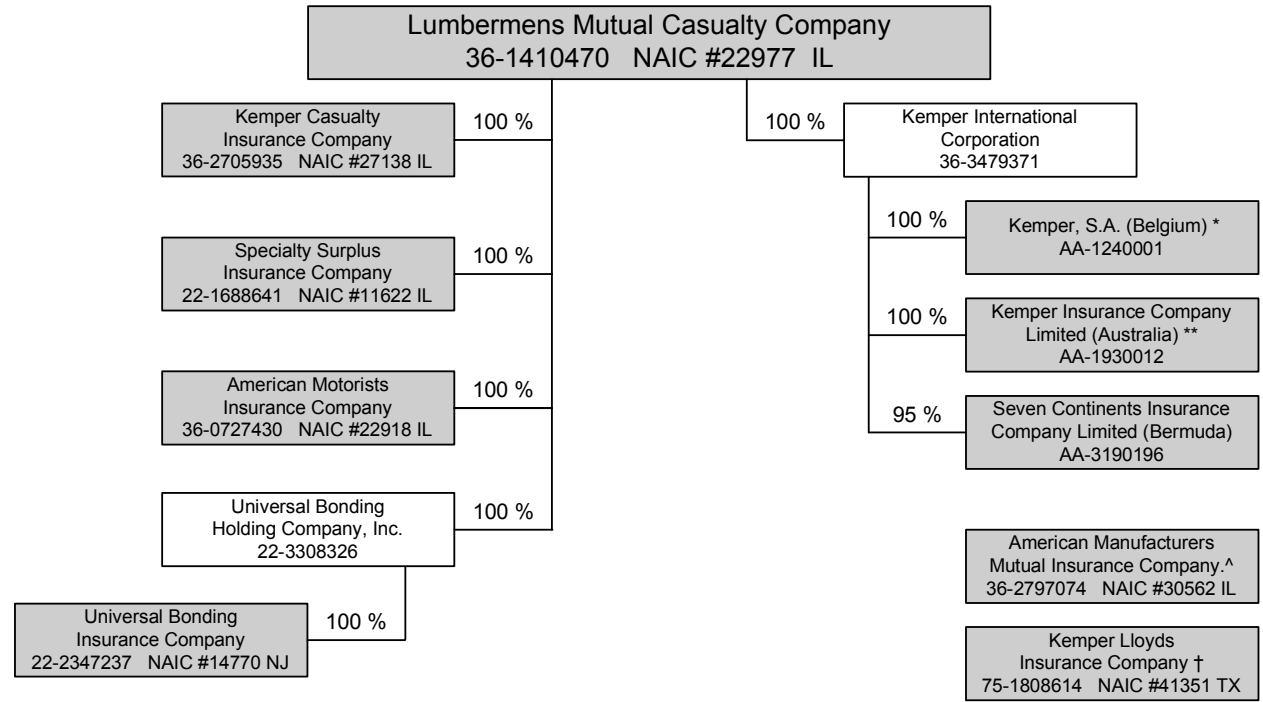 Lumbermens Mutual Casualty Company
36-1410470 NAIC #22977 IL
Kemper Casualty
Insurance Company
36-2705935 NAIC #27138 IL
100 %
Specialty Surplus
Insurance Company
22-1688641 NAIC #11622 IL
100 %
American Motorists
Insurance Company
36-0727430 NAIC #22918 IL
100 %
Universal Bonding
Holding Company, Inc.
22-3308326
100 %
Universal Bonding
Insurance Company
22-2347237 NAIC #14770 NJ
100 %
100 %
Kemper International
Corporation
36-3479371
100 %
Kemper, S.A. (Belgium) *
AA-1240001
100 %
Kemper Insurance Company
Limited (Australia) **
AA-1930012
95 %
Seven Continents Insurance
Company Limited (Bermuda)
AA-3190196
American Manufacturers
Mutual Insurance Company.^
36-2797074 NAIC #30562 IL
Kemper Lloyds
Insurance Company †
75-1808614 NAIC #41351 TX